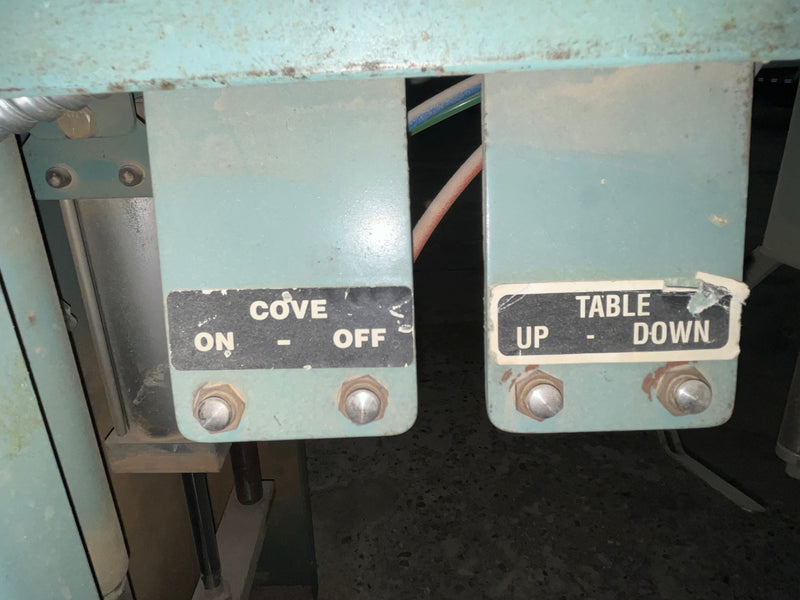 COVE
ON - OFF
TABLE
UP - DOWN